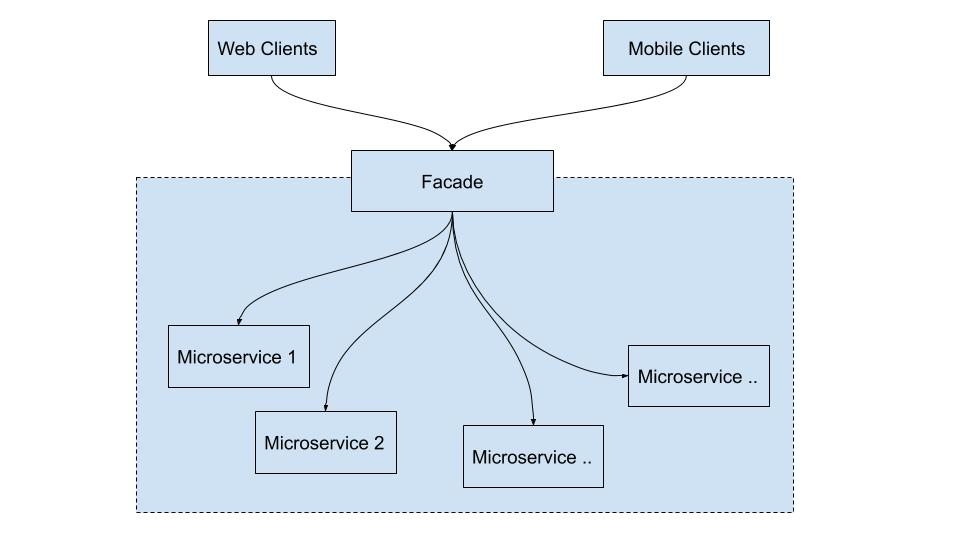 Web Clients
Mobile Clients
Facade
Microservice 1
Microservice ..
Microservice 2
Microservice ..